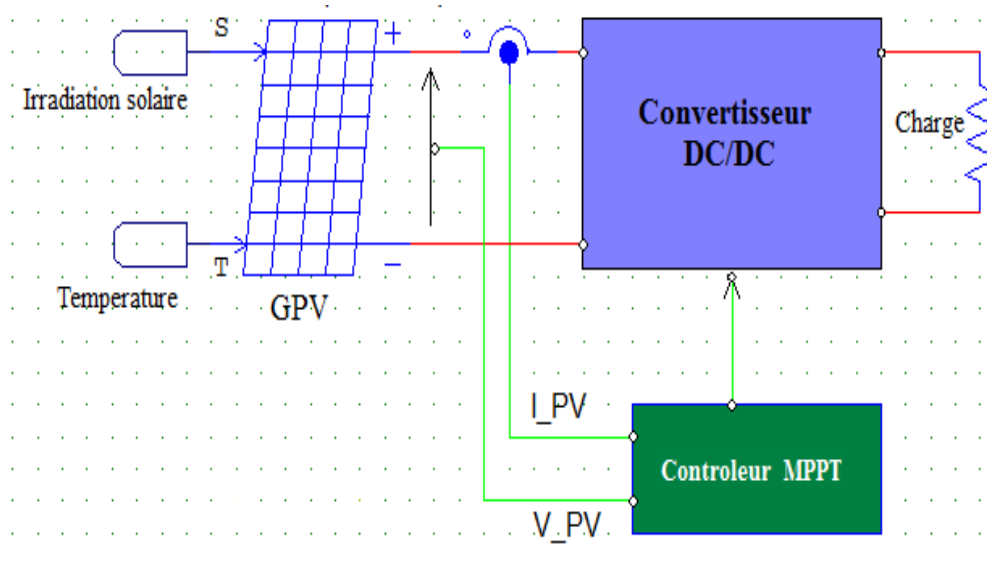 S
+
Irradiation solaire
Convertisseur
DC/DC
Charge
T
−
Temperature
GPV
I_PV
Controleur MPPT
V_PV